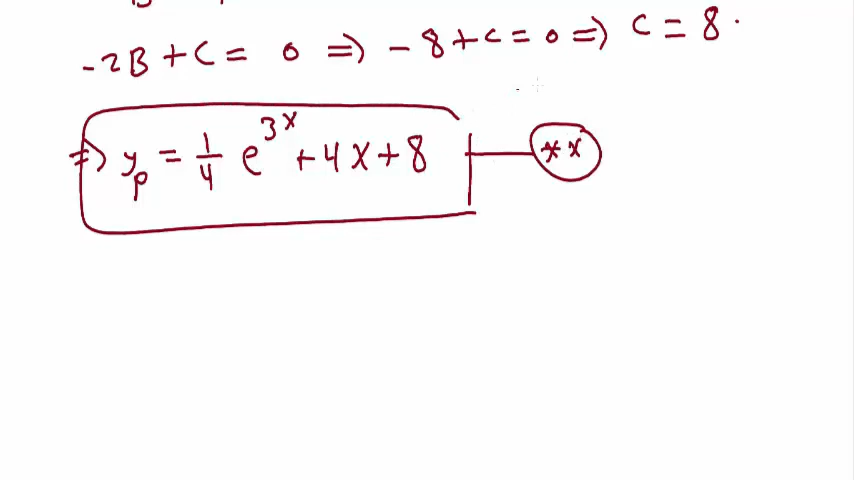 -2B + C = 0 => -8 + C = 0 => C = 8.
=> y_p = 1/4 e^{3x} + 4x + 8 — **